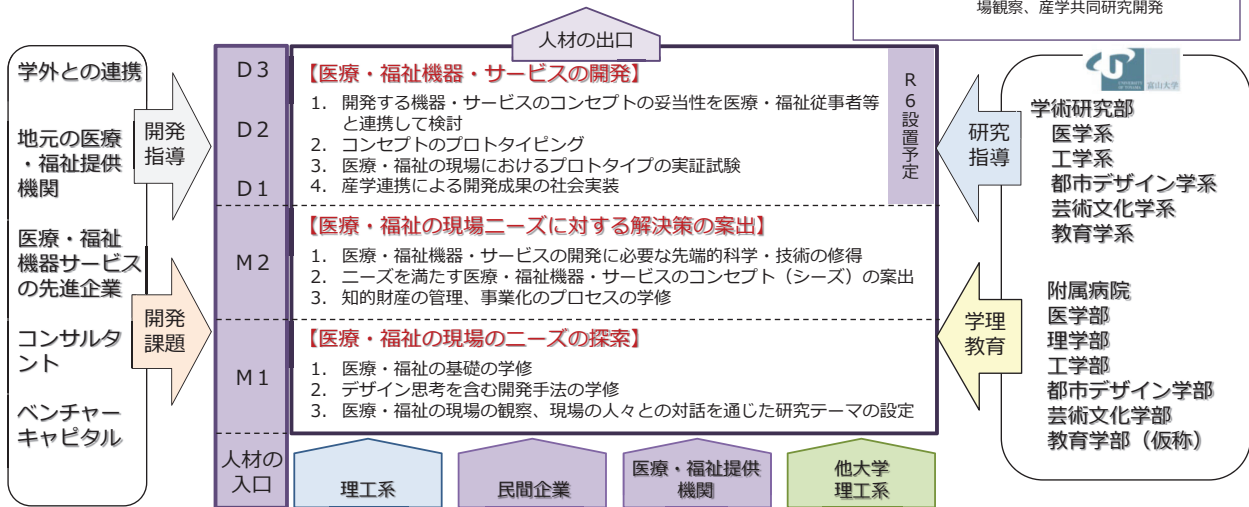 場観察、産学共同研究開発
人材の出口
学外との連携
地元の医療
・福祉提供
機関
医療・福祉
機器サービス
の先進企業
コンサルタ
ント
ベンチャー
キャピタル
開発
指導
開発
課題
D3
D2
D1
M2
M1
人材の
入口
【医療・福祉機器・サービスの開発】
1. 開発する機器・サービスのコンセプトの妥当性を医療・福祉従事者等
と連携して検討
2. コンセプトのプロトタイピング
3. 医療・福祉の現場におけるプロトタイプの実証試験
4. 産学連携による開発成果の社会実装
R6設置予定
【医療・福祉の現場ニーズに対する解決策の案出】
1. 医療・福祉機器・サービスの開発に必要な先端的科学・技術の修得
2. ニーズを満たす医療・福祉機器・サービスのコンセプト(シーズ)の案出
3. 知的財産の管理、事業化のプロセスの学修
【医療・福祉の現場のニーズの探索】
1. 医療・福祉の基礎の学修
2. デザイン思考を含む開発手法の学修
3. 医療・福祉の現場の観察、現場の人々との対話を通じた研究テーマの設定
理工系
民間企業
医療・福祉提供
機関
他大学
理工系
研究
指導
学理
教育
富山大学
学術研究部
医学系
工学系
都市デザイン学系
芸術文化学系
教育学系
附属病院
医学部
理学部
工学部
都市デザイン学部
芸術文化学部
教育学部(仮称)